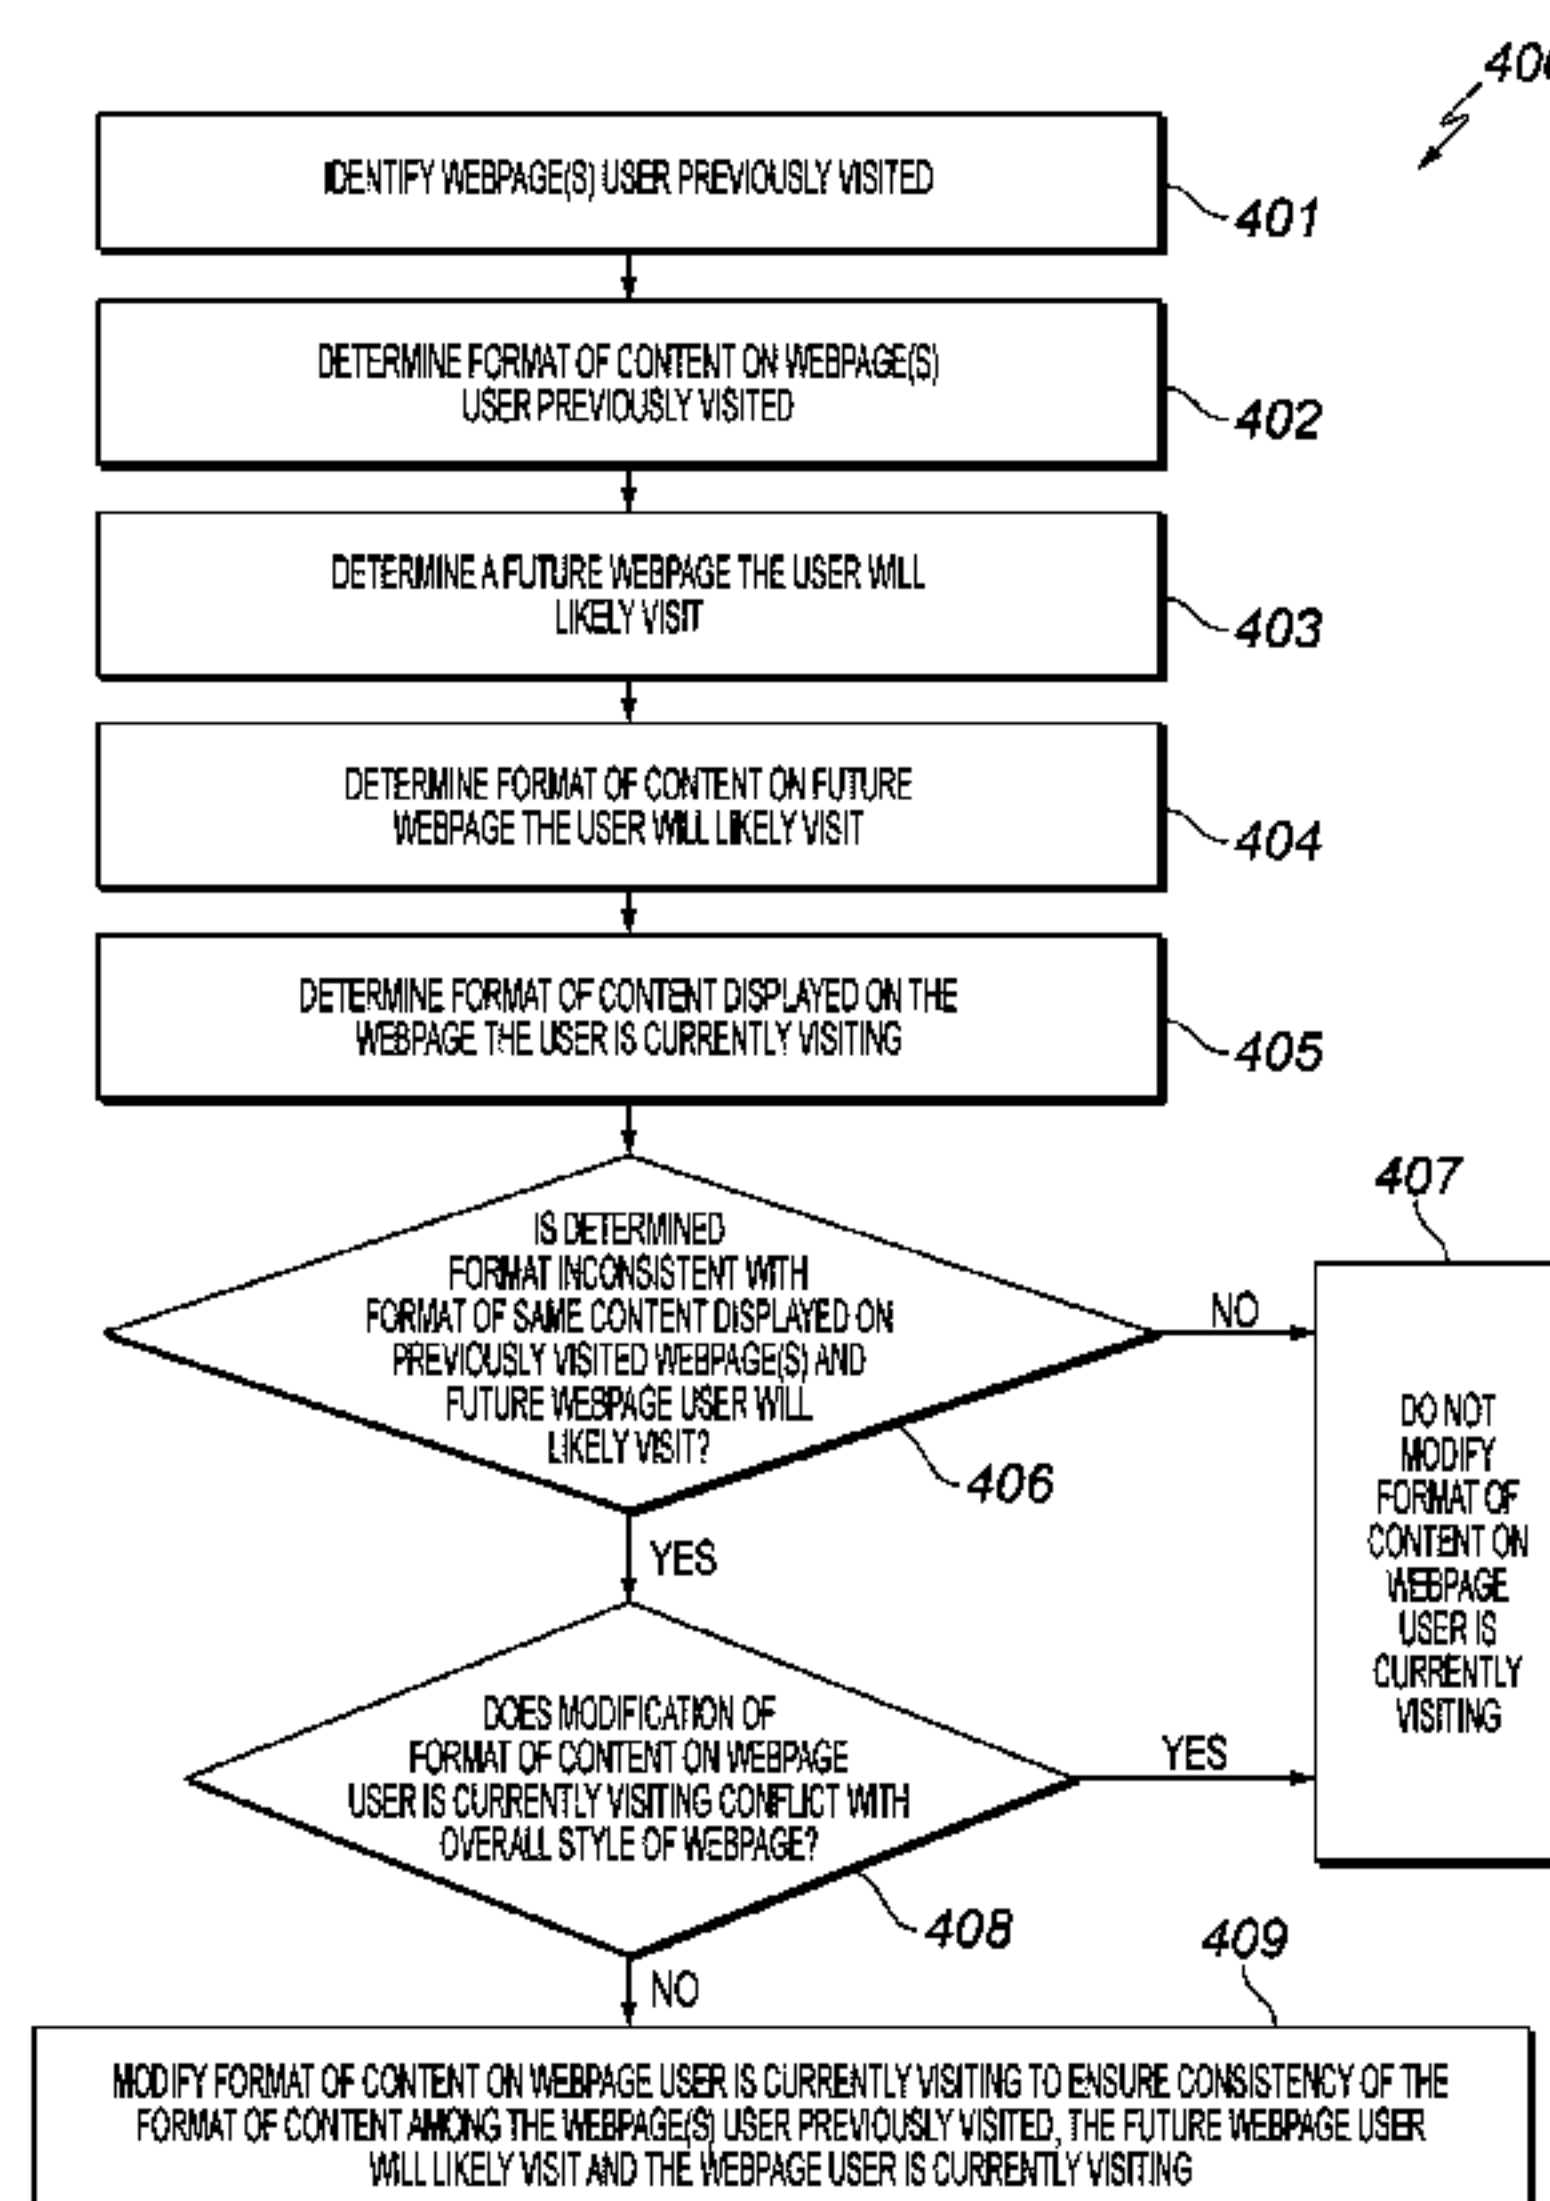 400
IDENTIFY WEBPAGE(S) USER PREVIOUSLY VISITED
401
DETERMINE FORMAT OF CONTENT ON WEBPAGE(S)
USER PREVIOUSLY VISITED
402
DETERMINE A FUTURE WEBPAGE THE USER WILL
LIKELY VISIT
403
DETERMINE FORMAT OF CONTENT ON FUTURE
WEBPAGE THE USER WILL LIKELY VISIT
404
DETERMINE FORMAT OF CONTENT DISPLAYED ON THE
WEBPAGE THE USER IS CURRENTLY VISITING
405
IS DETERMINED
FORMAT INCONSISTENT WITH
FORMAT OF SAME CONTENT DISPLAYED ON
PREVIOUSLY VISITED WEBPAGE(S) AND
FUTURE WEBPAGE USER WILL
LIKELY VISIT?
406
NO
407
DO NOT
MODIFY
FORMAT OF
CONTENT ON
WEBPAGE
USER IS
CURRENTLY
VISITING
YES
DOES MODIFICATION OF
FORMAT OF CONTENT ON WEBPAGE
USER IS CURRENTLY VISITING CONFLICT WITH
OVERALL STYLE OF WEBPAGE?
YES
408
NO
409
MODIFY FORMAT OF CONTENT ON WEBPAGE USER IS CURRENTLY VISITING TO ENSURE CONSISTENCY OF THE
FORMAT OF CONTENT AMONG THE WEBPAGE(S) USER PREVIOUSLY VISITED, THE FUTURE WEBPAGE USER
WILL LIKELY VISIT AND THE WEBPAGE USER IS CURRENTLY VISITING